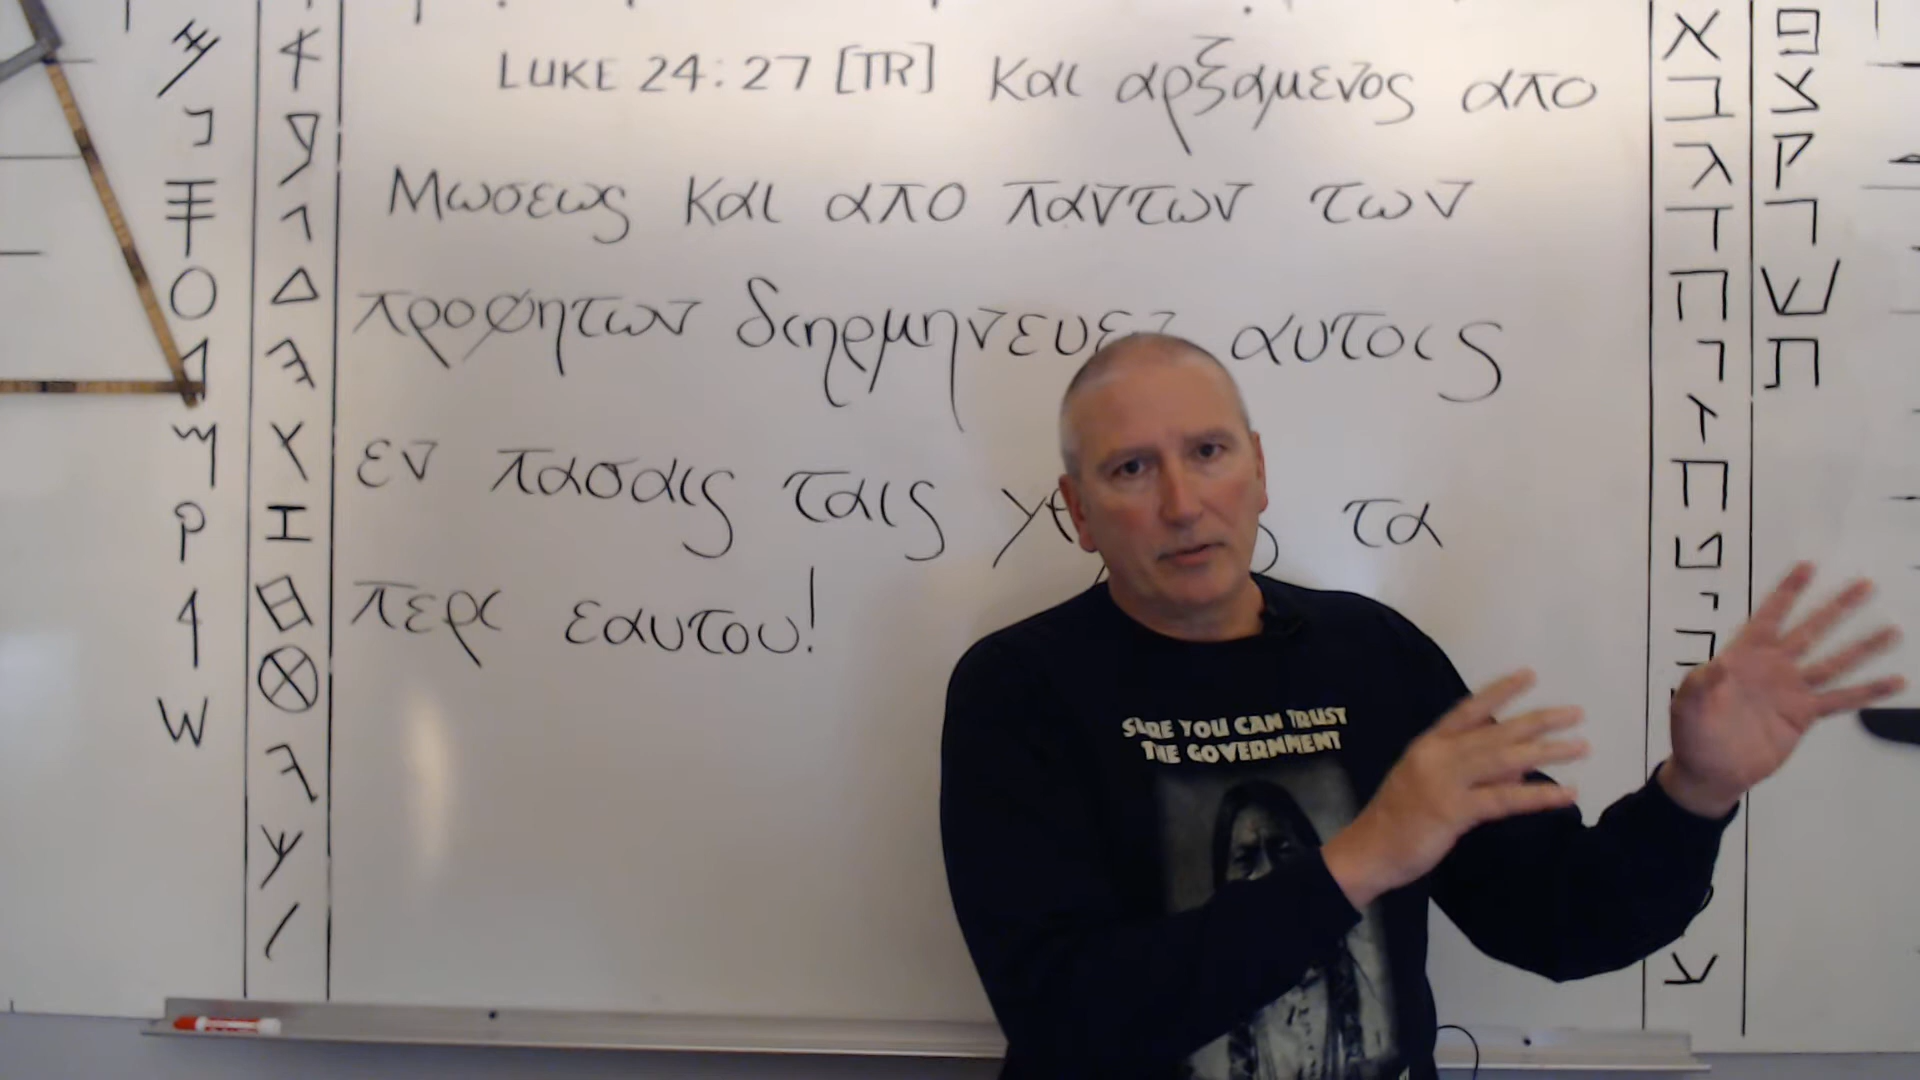 LUKE 24:27 [TR] Και αρξαμενος απο
Μωσεως Και απο παντων των
προφητων διηρμηνευε αυτοις
εν πασαις ταις τα
περι εαυτου!
SURE YOU CAN TRUST
THE GOVERNMENT
𐤀
𐤂
𐤃
𐤄
𐤆
𐤈
𐤊
𐤋
𐤍
𐤎
𐤏
𐤑
𐤒
𐤓
𐤔
א
ב
ג
ד
ה
ו
ז
ח
ט
י
כ
ע
פ
צ
ק
ר
ש
ת